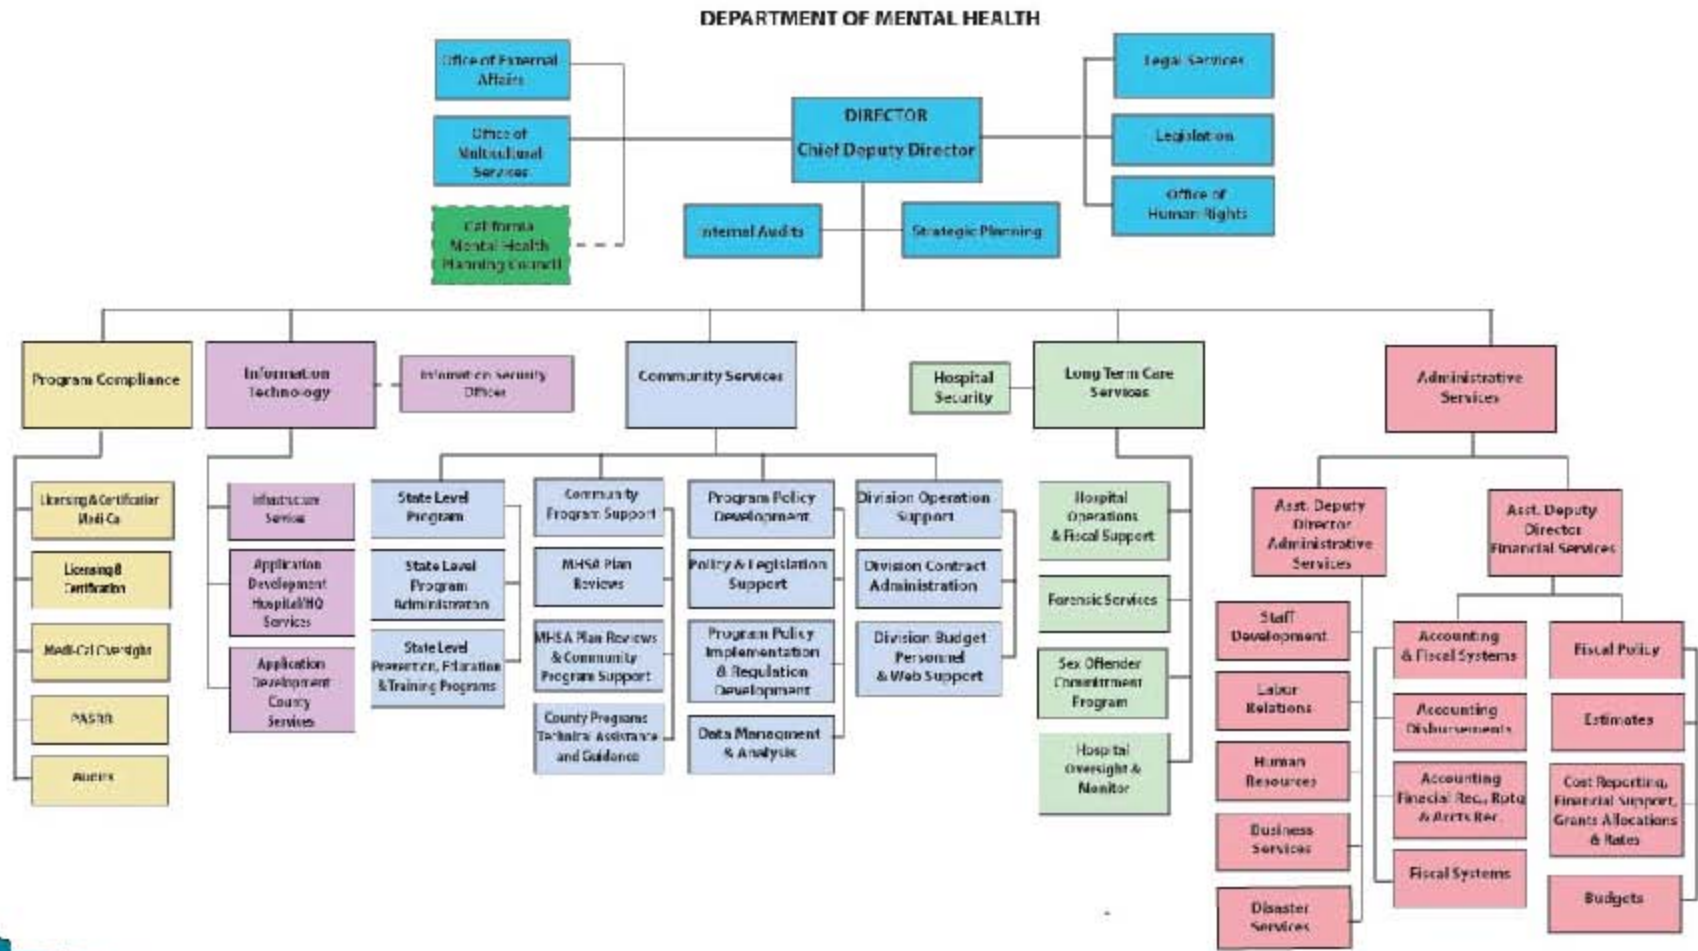 DEPARTMENT OF MENTAL HEALTH
Office of External
Affairs
Office of
Multicultural
Services
California
Mental Health
Planning Council
DIRECTOR
Chief Deputy Director
Internal Audits
Strategic Planning
Legal Services
Legislation
Office of
Human Rights
Program Compliance
Information
Technology
Information Security
Officer
Community Services
Hospital
Security
Long Term Care
Services
Administrative
Services
Licensing & Certification
Medi-Cal
Licensing &
Certification
Medi-Cal Oversight
PASRR
Audits
Infrastructure
Services
Application
Development
Hospital/HQ
Services
Application
Development
County
Services
State Level
Program
State Level
Program
Administration
State Level
Prevention, Education
& Training Programs
Community
Program Support
MHSA Plan
Reviews
MHSA Plan Reviews
& Community
Program Support
County Programs
Technical Assistance
and Guidance
Program Policy
Development
Policy & Legislation
Support
Program Policy
Implementation
& Regulation
Development
Data Managment
& Analysis
Division Operation
Support
Division Contract
Administration
Division Budget
Personnel
& Web Support
Hospital
Operations
& Fiscal Support
Forensic Services
Sex Offender
Commitment
Program
Hospital
Oversight &
Monitor
Asst. Deputy
Director
Administrative
Services
Staff
Development
Labor
Relations
Human
Resources
Business
Services
Disaster
Services
Asst. Deputy
Director
Financial Services
Accounting
& Fiscal Systems
Accounting
Disbursements
Accounting
Finacial Rec., Rptg
& Accts Rec
Fiscal Systems
Fiscal Policy
Estimates
Cost Reporting,
Financial Support,
Grants Allocations
& Rates
Budgets